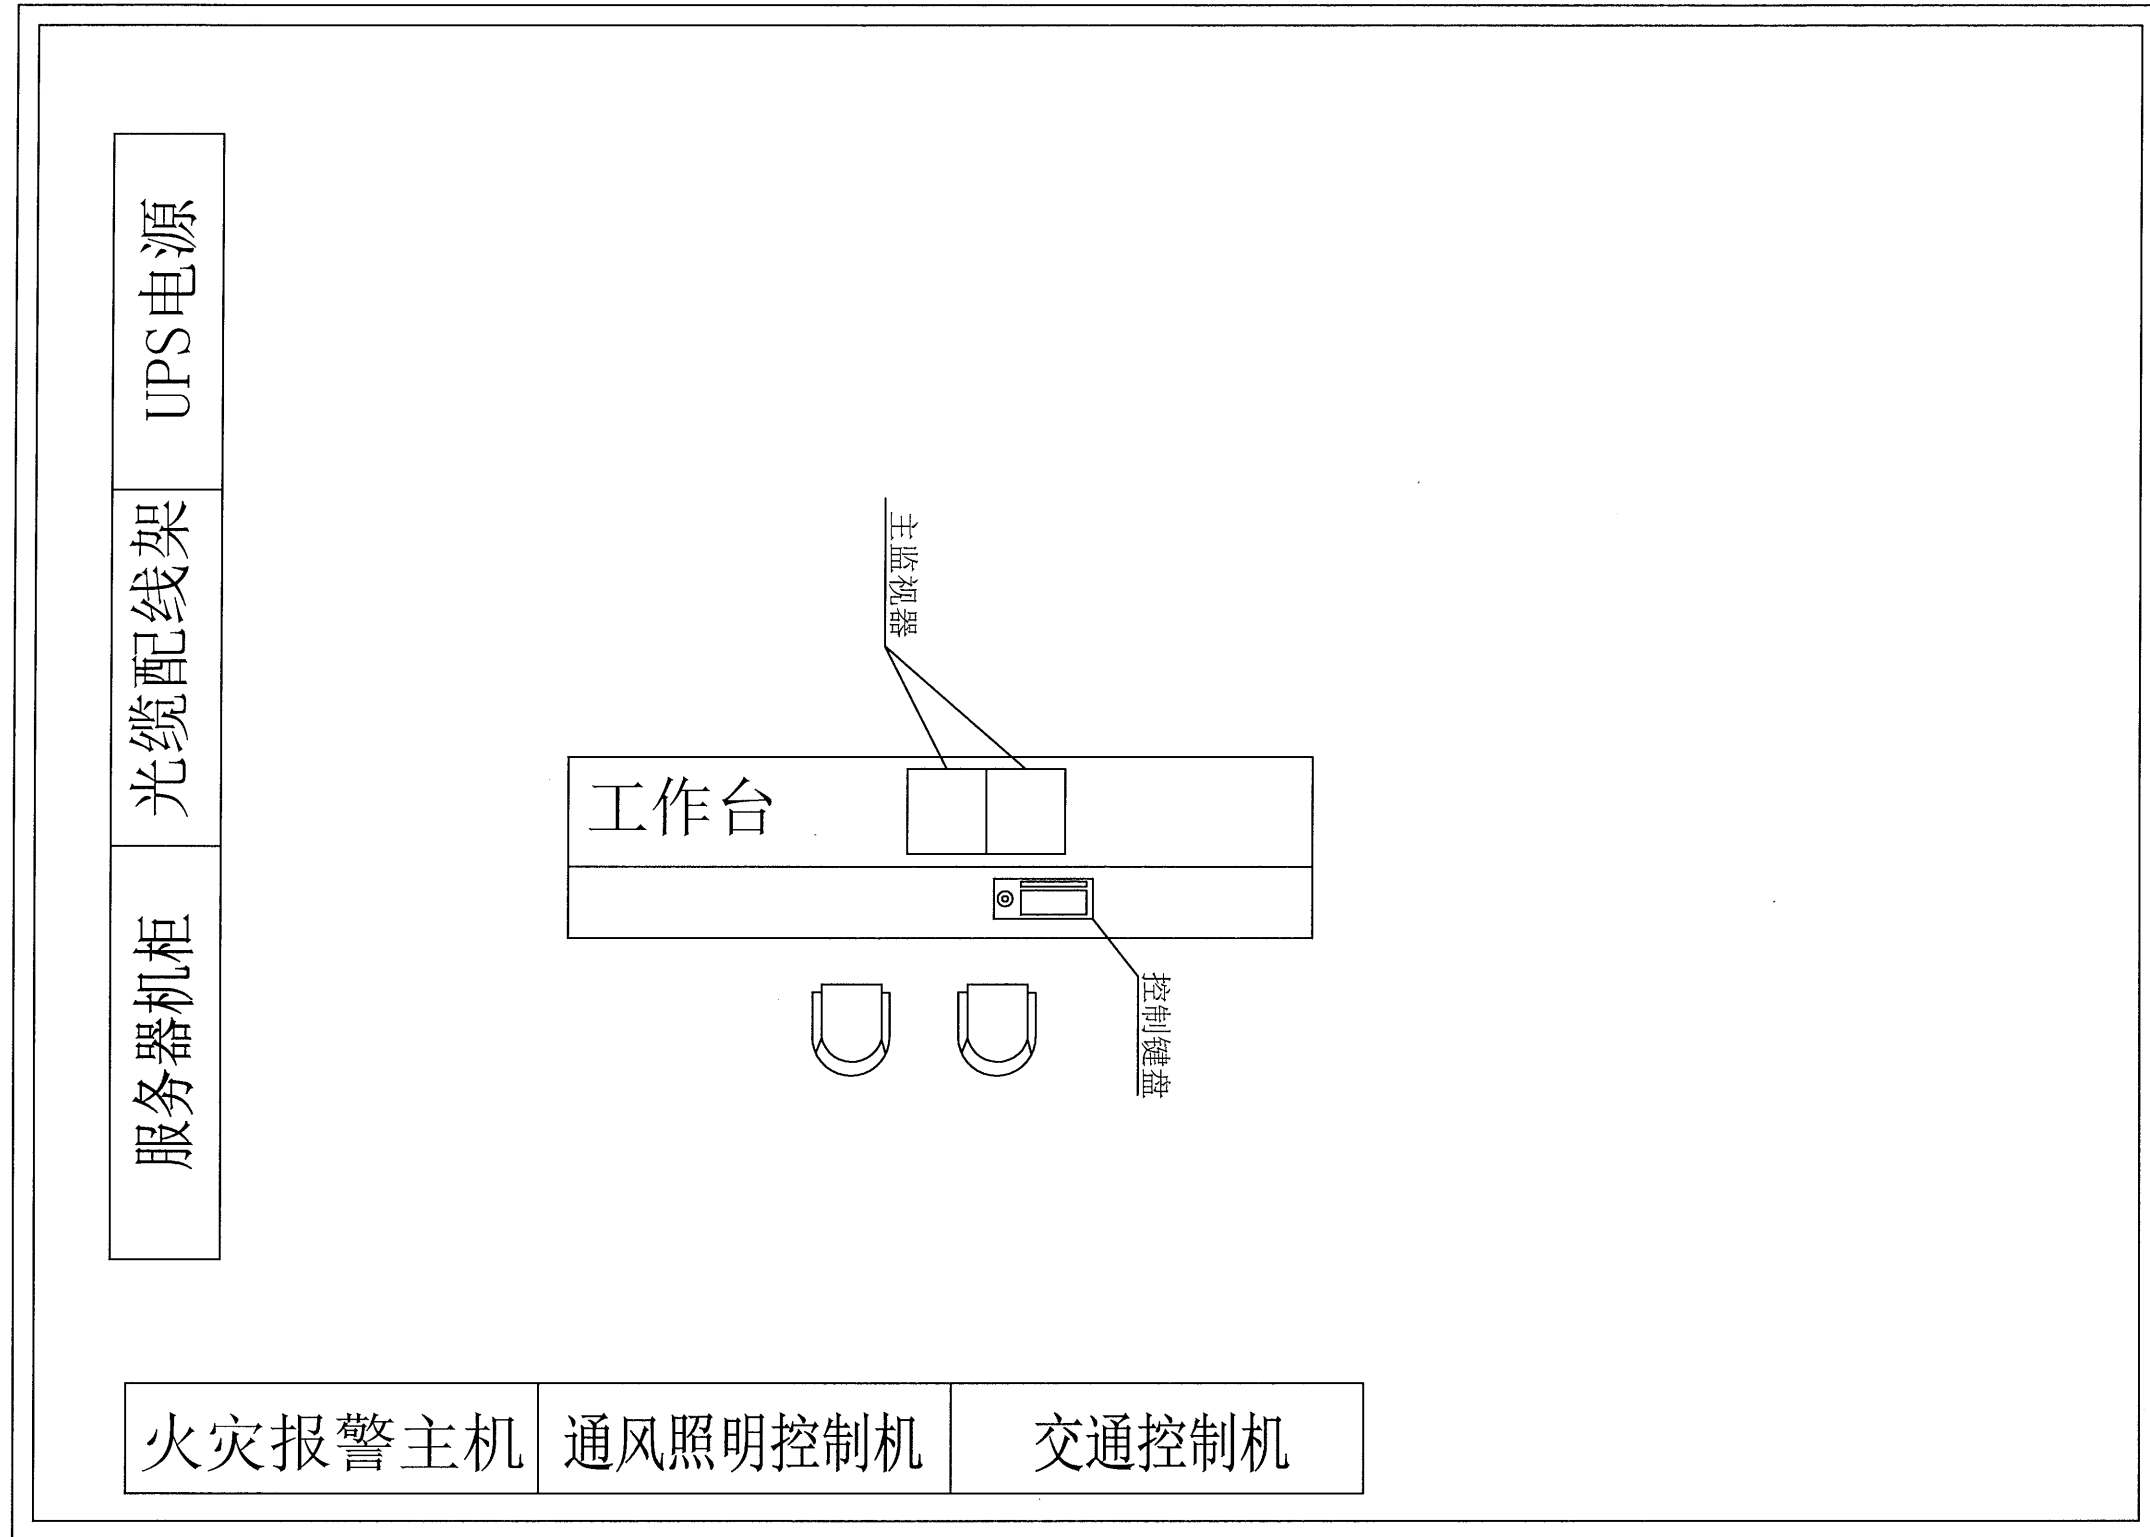 UPS电源
光缆配线架
服务器机柜
主监视器
工作台
控制键盘
火灾报警主机
通风照明控制机
交通控制机